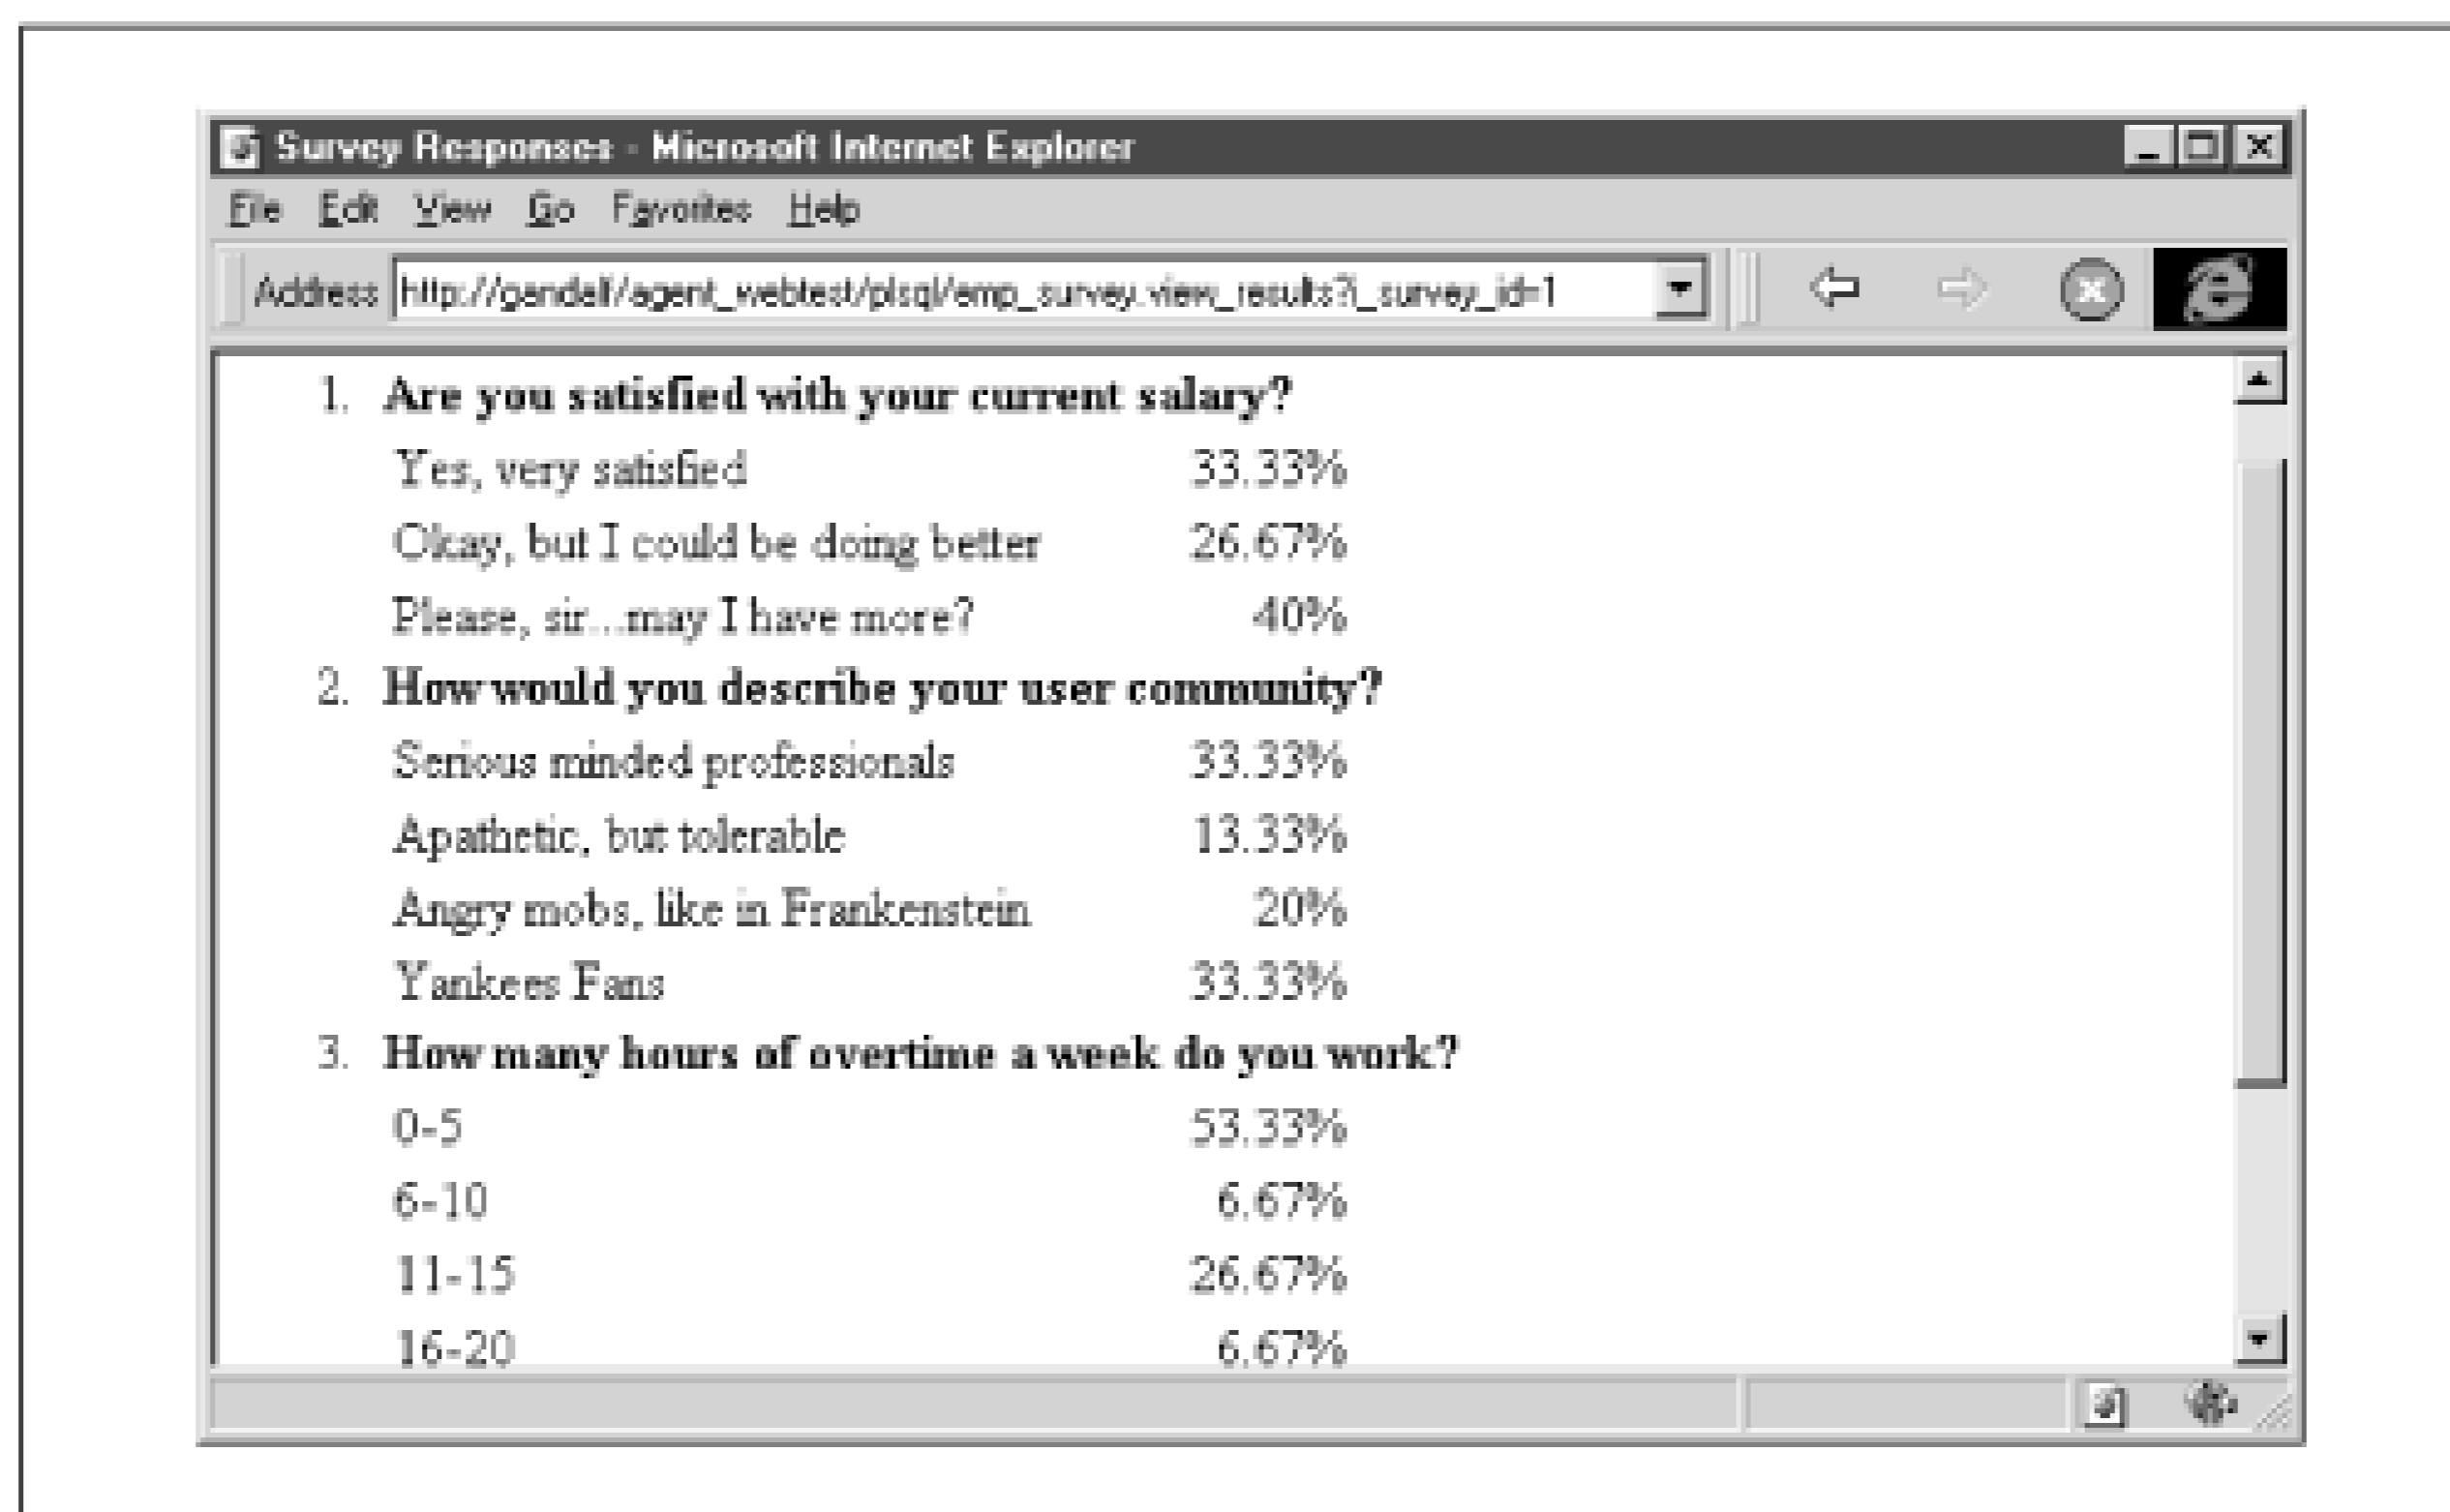 Survey Responses - Microsoft Internet Explorer
File Edit View Go Favorites Help
Address http://gandalf/agent_webtest/plsql/emp_survey.view_results?i_survey_id=1
1. Are you satisfied with your current salary?
Yes, very satisfied 33.33%
Okay, but I could be doing better 26.67%
Please, sir...may I have more? 40%
2. How would you describe your user community?
Serious minded professionals 33.33%
Apathetic, but tolerable 13.33%
Angry mobs, like in Frankenstein 20%
Yankees Fans 33.33%
3. How many hours of overtime a week do you work?
0-5 53.33%
6-10 6.67%
11-15 26.67%
16-20 6.67%